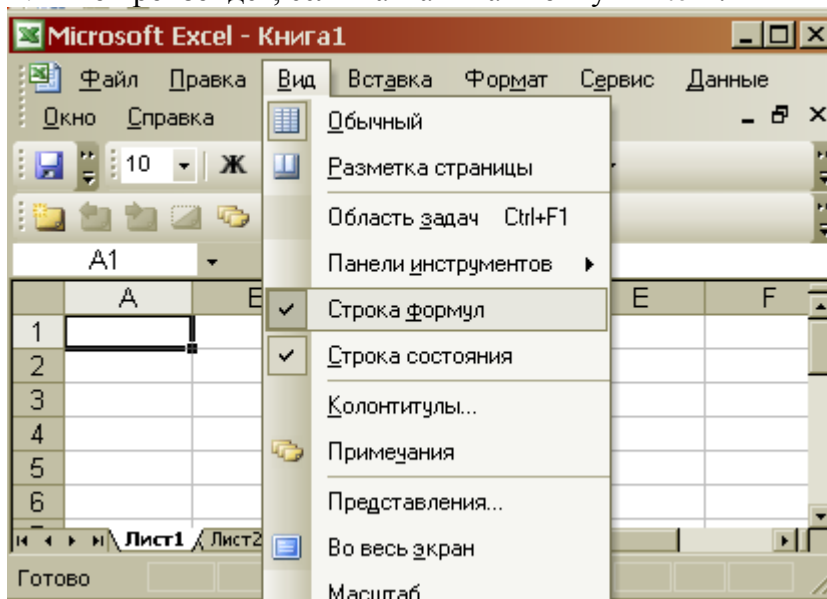 Microsoft Excel - Книга1
Файл Правка Вид Вставка Формат Сервис Данные
Окно Справка
10 Ж
A1
Обычный
Разметка страницы
Область задач Ctrl+F1
Панели инструментов
Строка формул
Строка состояния
Колонтитулы...
Примечания
Представления...
Во весь экран
Масштаб
A E F
1
2
3
4
5
6
Лист1 Лист2
Готово